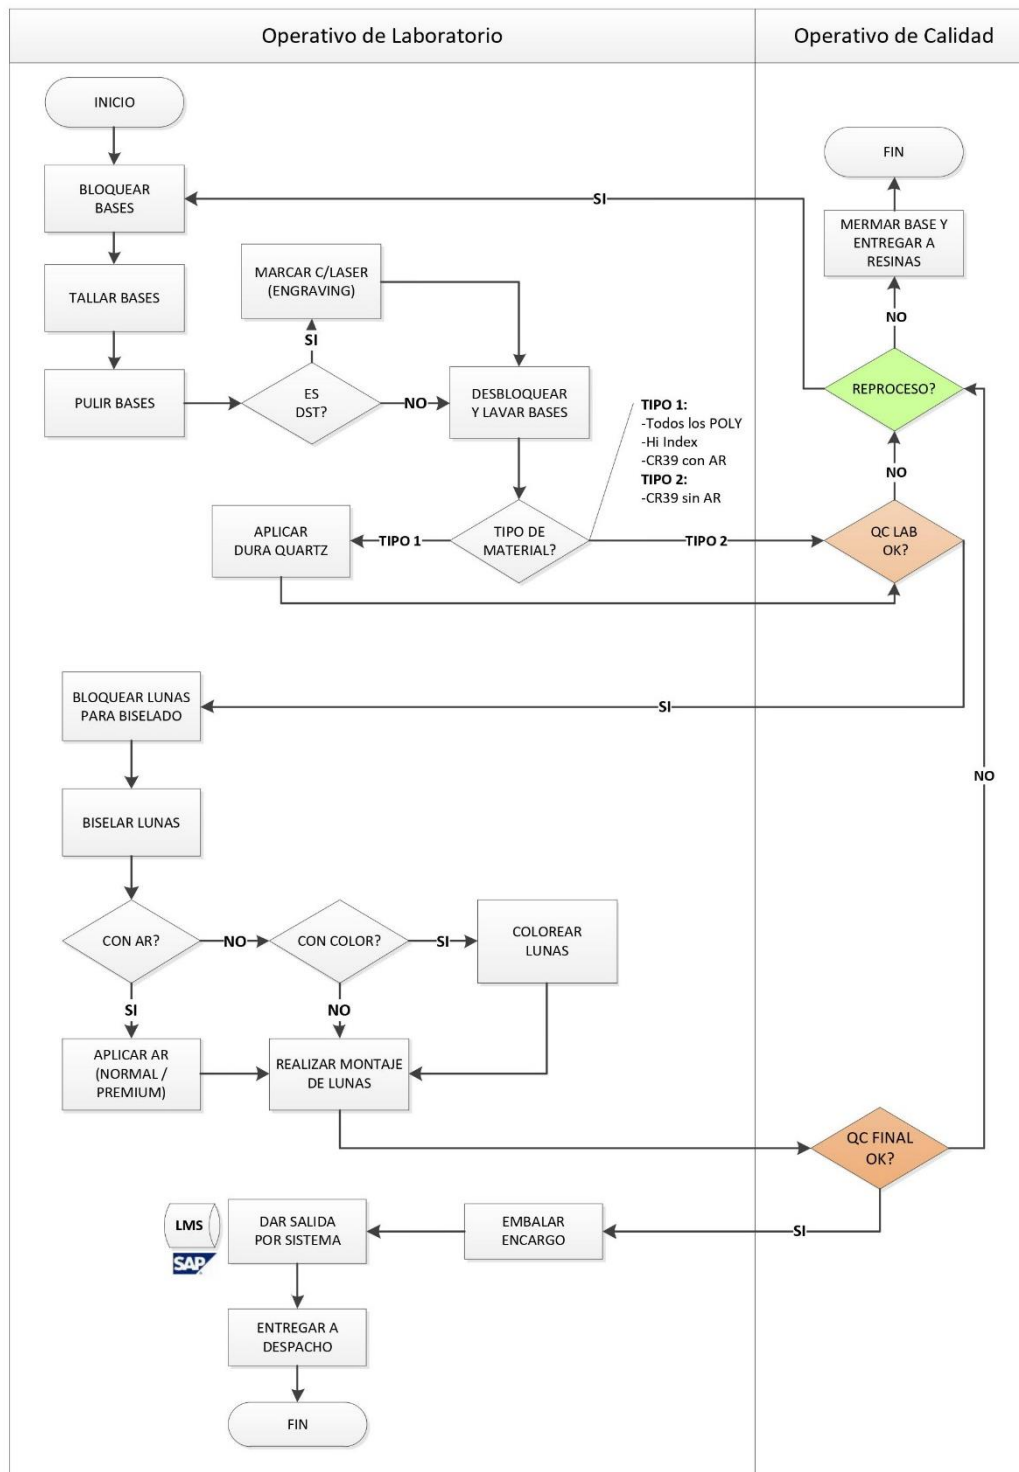 Operativo de Laboratorio
Operativo de Calidad
INICIO
BLOQUEAR
BASES
SI
FIN
MERMAR BASE Y
ENTREGAR A
RESINAS
TALLAR BASES
MARCAR C/LASER
(ENGRAVING)
NO
SI
PULIR BASES
ES
DST?
NO
DESBLOQUEAR
Y LAVAR BASES
REPROCESO?
TIPO 1:
-Todos los POLY
-Hi Index
-CR39 con AR
TIPO 2:
-CR39 sin AR
NO
APLICAR
DURA QUARTZ
TIPO 1
TIPO DE
MATERIAL?
TIPO 2
QC LAB
OK?
BLOQUEAR LUNAS
PARA BISELADO
SI
NO
BISELAR LUNAS
CON AR?
NO
CON COLOR?
SI
COLOREAR
LUNAS
SI
NO
APLICAR AR
(NORMAL /
PREMIUM)
REALIZAR MONTAJE
DE LUNAS
QC FINAL
OK?
LMS
SAP
DAR SALIDA
POR SISTEMA
EMBALAR
ENCARGO
SI
ENTREGAR A
DESPACHO
FIN